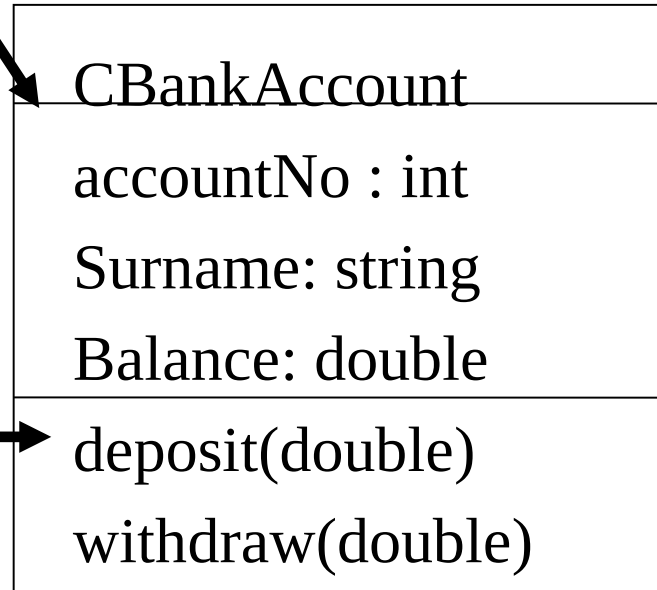 CBankAccount
accountNo : int
Surname: string
Balance: double
deposit(double)
withdraw(double)